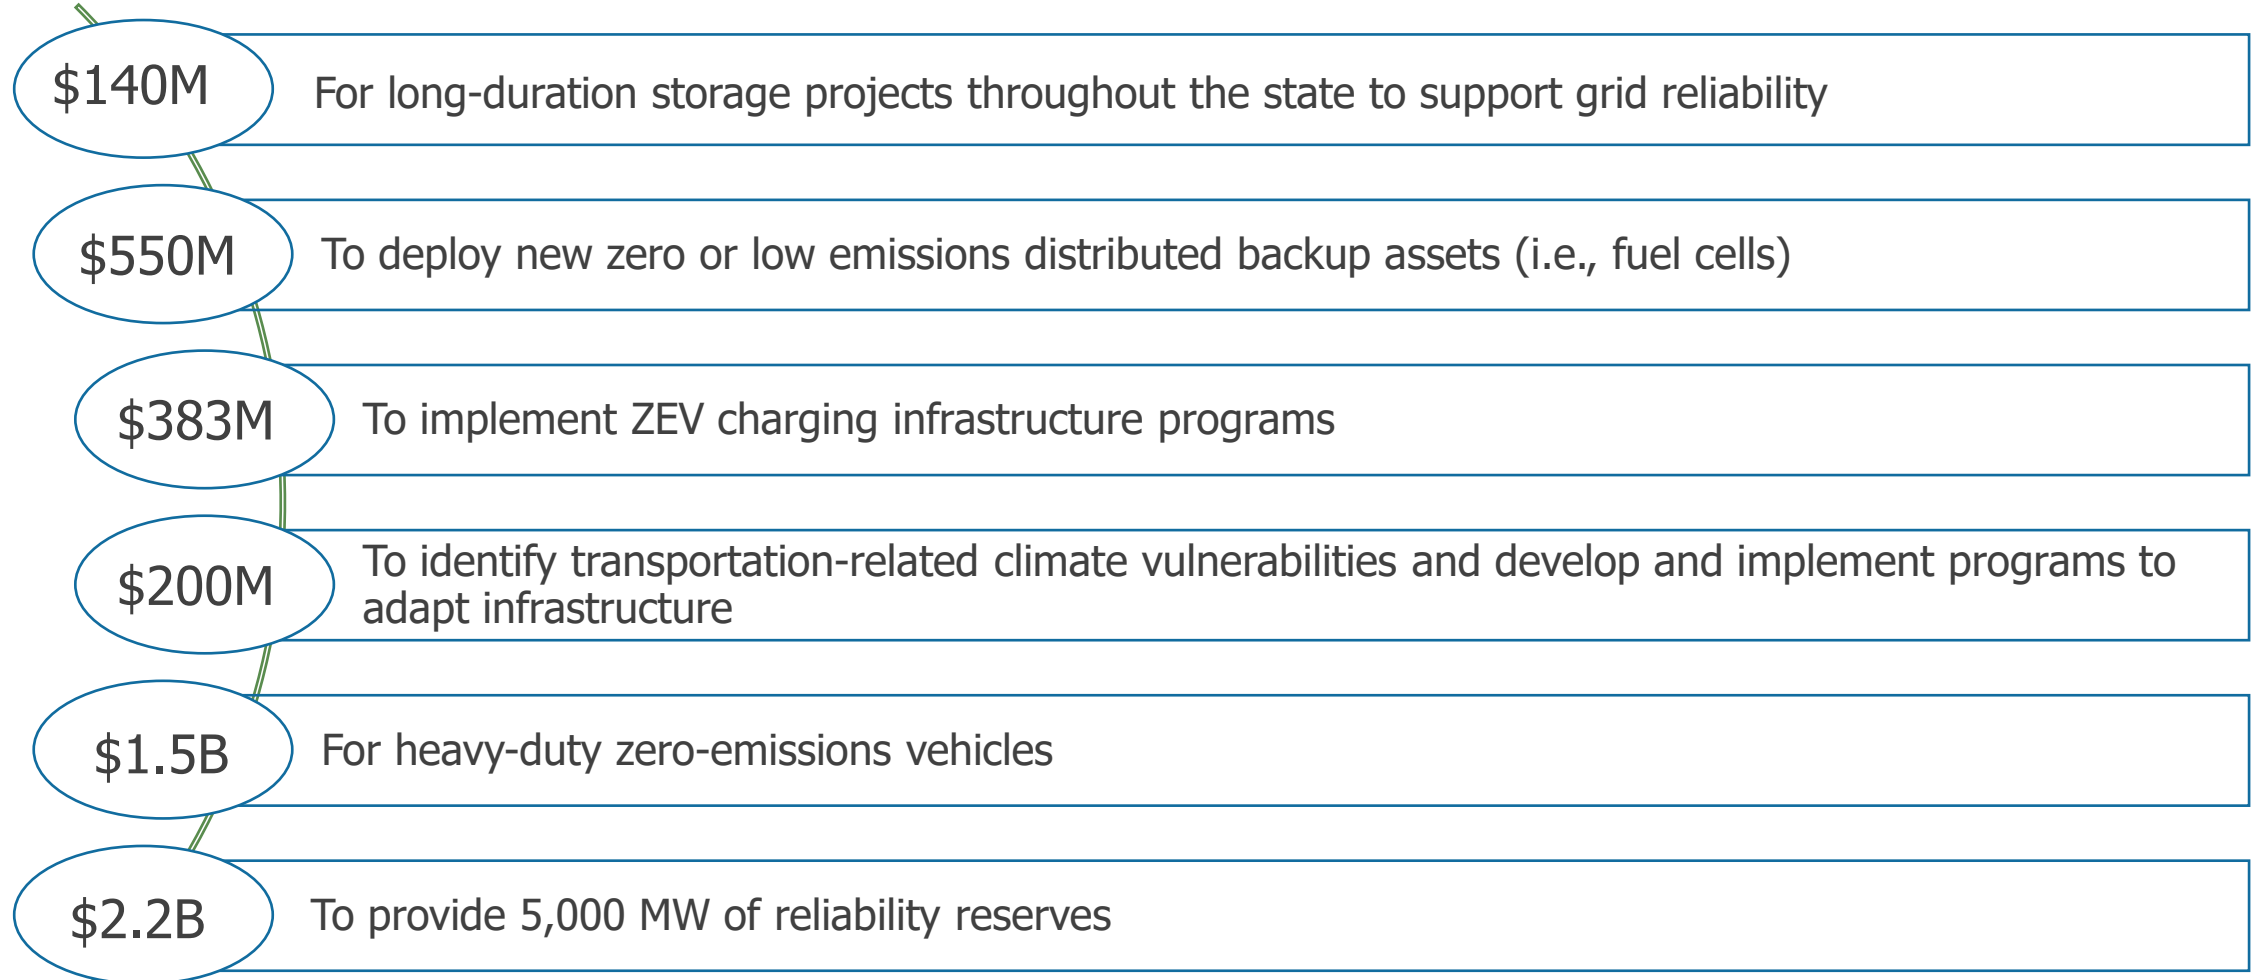 $140M
For long-duration storage projects throughout the state to support grid reliability
$550M
To deploy new zero or low emissions distributed backup assets (i.e., fuel cells)
$383M
To implement ZEV charging infrastructure programs
$200M
To identify transportation-related climate vulnerabilities and develop and implement programs to
adapt infrastructure
$1.5B
For heavy-duty zero-emissions vehicles
$2.2B
To provide 5,000 MW of reliability reserves